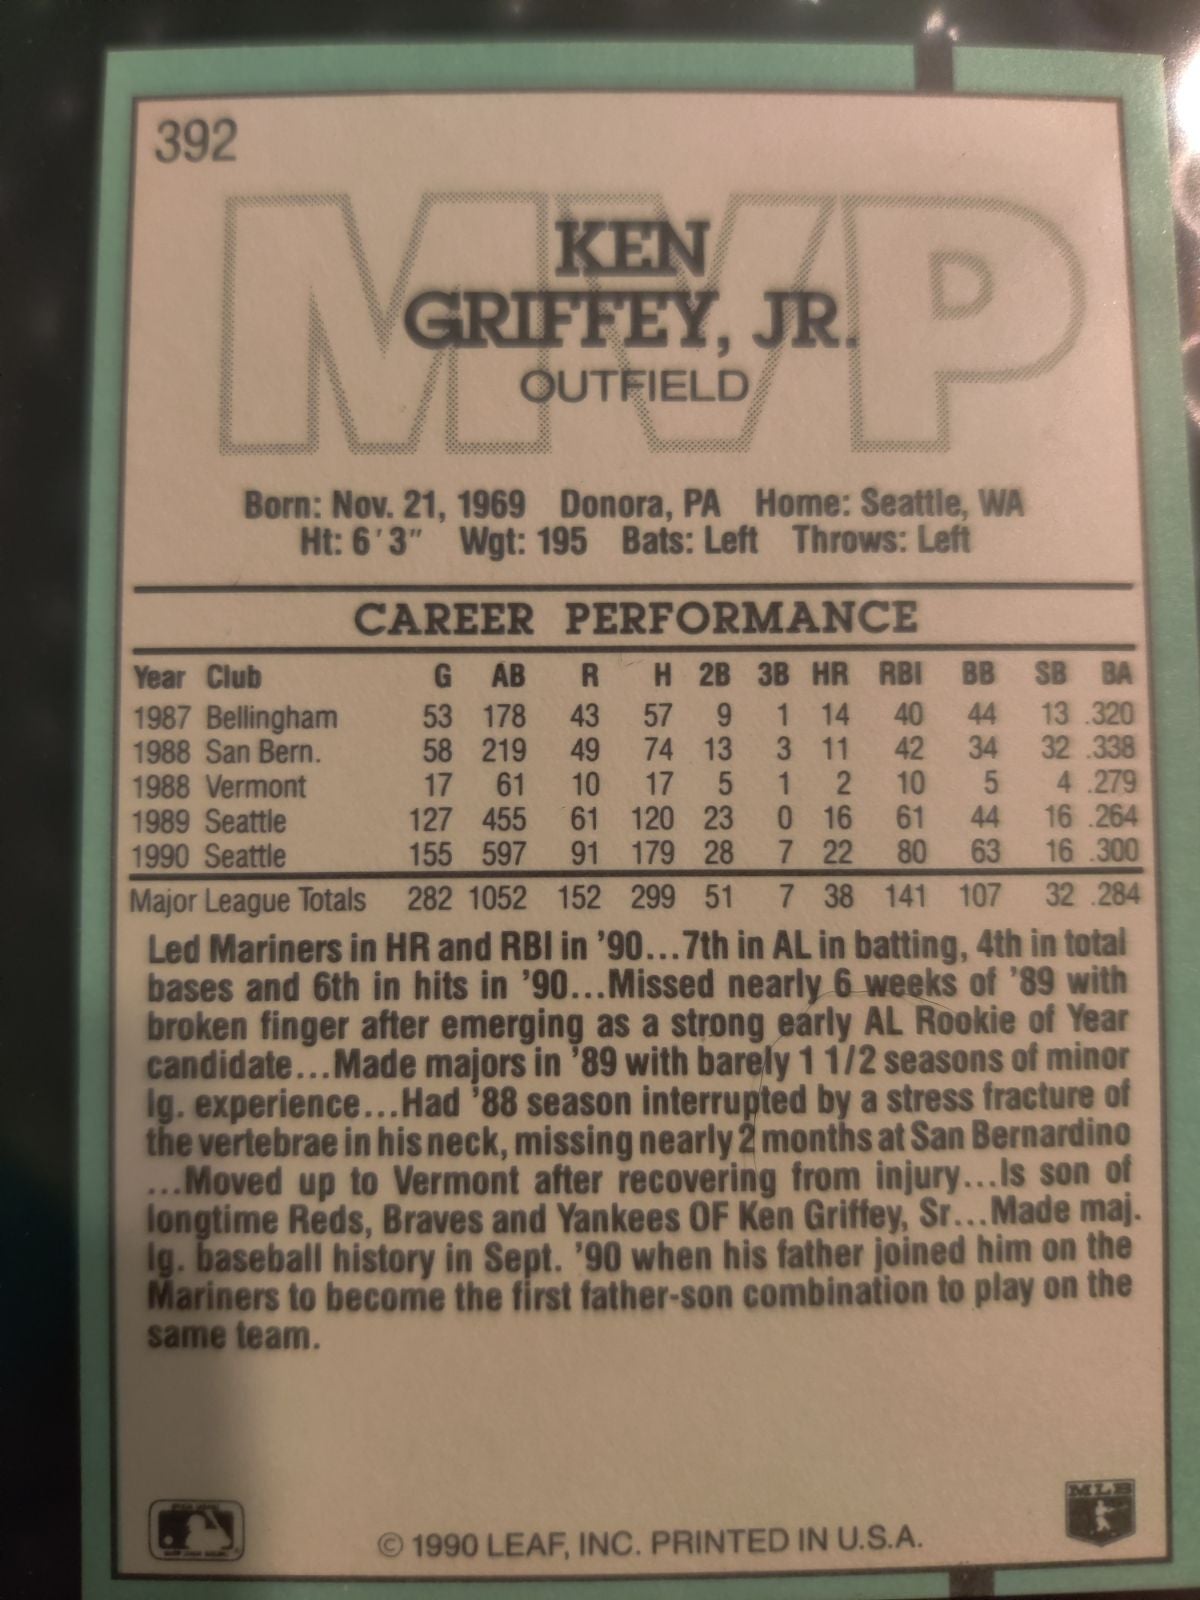 392
MVP
KEN
GRIFFEY, JR.
OUTFIELD
Born: Nov. 21, 1969 Donora, PA Home: Seattle, WA
Ht: 6'3" Wgt: 195 Bats: Left Throws: Left
CAREER PERFORMANCE
Year Club G AB R H 2B 3B HR RBI BB SB BA
1987 Bellingham 53 178 43 57 9 1 14 40 44 13 .320
1988 San Bern. 58 219 49 74 13 3 11 42 34 32 .338
1988 Vermont 17 61 10 17 5 1 2 10 5 4 .279
1989 Seattle 127 455 61 120 23 0 16 61 44 16 .264
1990 Seattle 155 597 91 179 28 7 22 80 63 16 .300
Major League Totals 282 1052 152 299 51 7 38 141 107 32 .284
Led Mariners in HR and RBI in '90...7th in AL in batting, 4th in total
bases and 6th in hits in '90...Missed nearly 6 weeks of '89 with
broken finger after emerging as a strong early AL Rookie of Year
candidate...Made majors in '89 with barely 1 1/2 seasons of minor
lg. experience...Had '88 season interrupted by a stress fracture of
the vertebrae in his neck, missing nearly 2 months at San Bernardino
...Moved up to Vermont after recovering from injury...Is son of
longtime Reds, Braves and Yankees OF Ken Griffey, Sr...Made maj.
lg. baseball history in Sept. '90 when his father joined him on the
Mariners to become the first father-son combination to play on the
same team.
MLB
© 1990 LEAF, INC. PRINTED IN U.S.A.